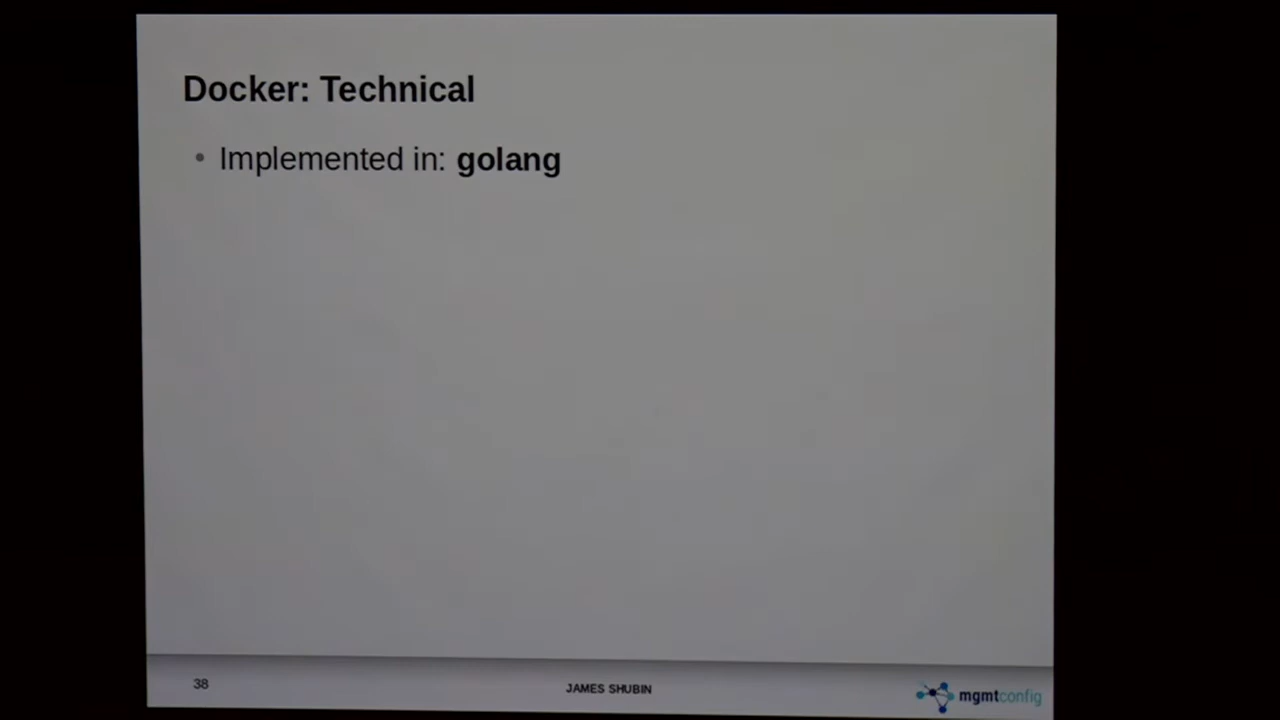 Docker: Technical
• Implemented in: golang
38
JAMES SHUBIN
mgmtconfig